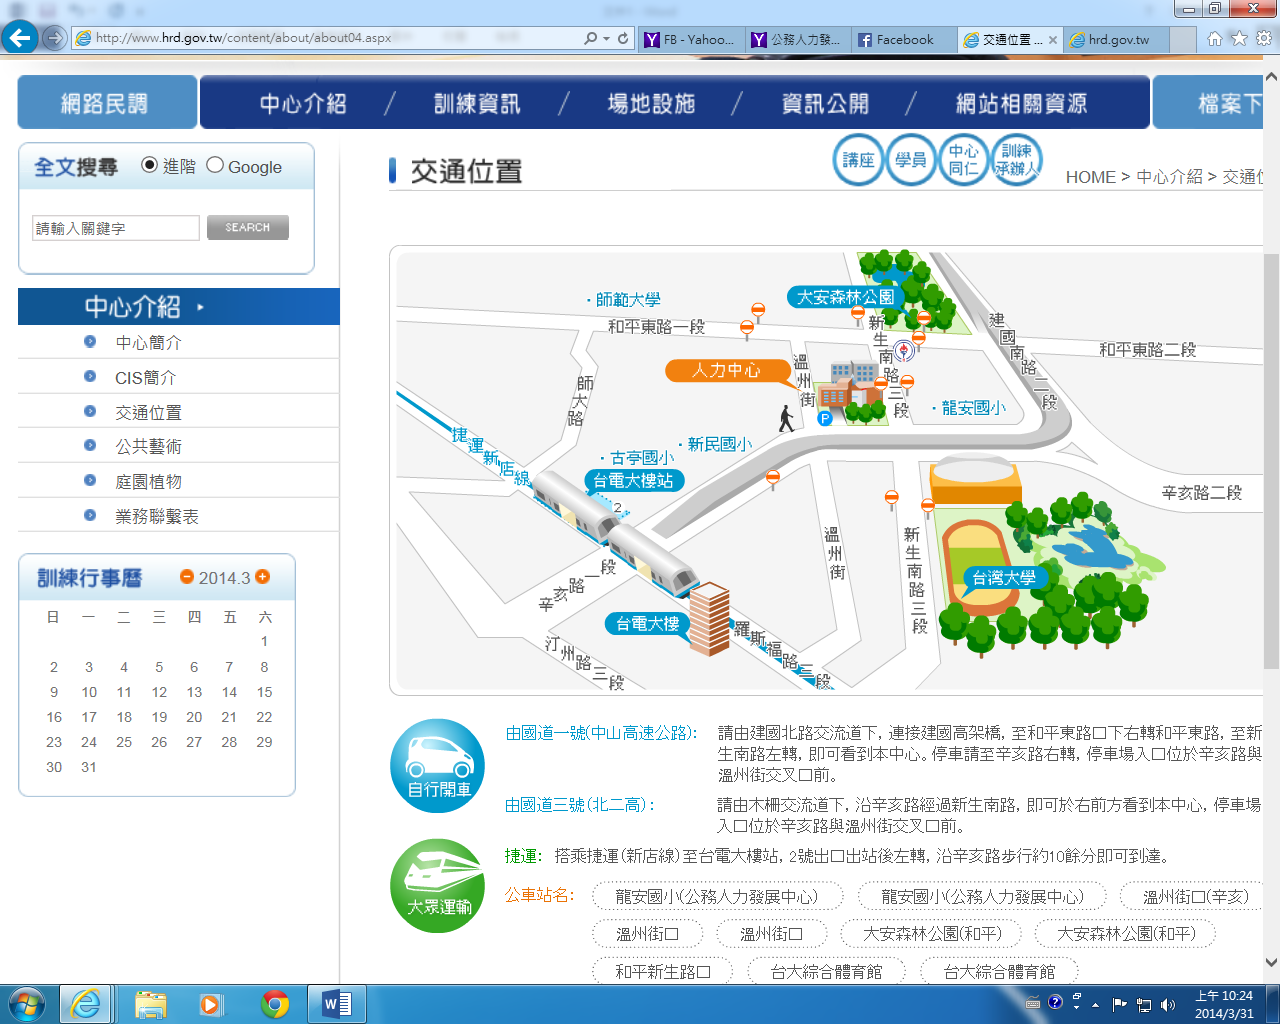 http://www.hrd.gov.tw/content/about/about04.aspx
FB - Yahoo...
公務人力發...
Facebook
交通位置 ...
hrd.gov.tw
網路民調
中心介紹
訓練資訊
場地設施
資訊公開
網站相關資源
檔案下
全文搜尋
進階
Google
請輸入關鍵字
SEARCH
交通位置
講座
學員
中心同仁
訓練承辦人
HOME > 中心介紹 > 交通位
中心介紹
中心簡介
CIS簡介
交通位置
公共藝術
庭園植物
業務聯繫表
訓練行事曆
2014.3
日 一 二 三 四 五 六
1
2 3 4 5 6 7 8
9 10 11 12 13 14 15
16 17 18 19 20 21 22
23 24 25 26 27 28 29
30 31
師範大學
大安森林公園
和平東路一段
新生南路三段
建國南路二段
和平東路二段
人力中心
溫州街
師大路
P
龍安國小
捷運新店線
新民國小
古亭國小
台電大樓站
2
辛亥路二段
溫州街
新生南路三段
辛亥路一段
台灣大學
台電大樓
汀州路三段
羅斯福路三段
自行開車
由國道一號(中山高速公路):
請由建國北路交流道下, 連接建國高架橋, 至和平東路口下右轉和平東路, 至新
生南路左轉, 即可看到本中心。停車請至辛亥路右轉, 停車場入口位於辛亥路與
溫州街交叉口前。
由國道三號(北二高):
請由木柵交流道下, 沿辛亥路經過新生南路, 即可於右前方看到本中心, 停車場
入口位於辛亥路與溫州街交叉口前。
大眾運輸
捷運: 搭乘捷運(新店線)至台電大樓站, 2號出口出站後左轉, 沿辛亥路步行約10餘分即可到達。
公車站名:
龍安國小(公務人力發展中心)
龍安國小(公務人力發展中心)
溫州街口(辛亥)
溫州街口
溫州街口
大安森林公園(和平)
大安森林公園(和平)
和平新生路口
台大綜合體育館
台大綜合體育館
上午 10:24
2014/3/31